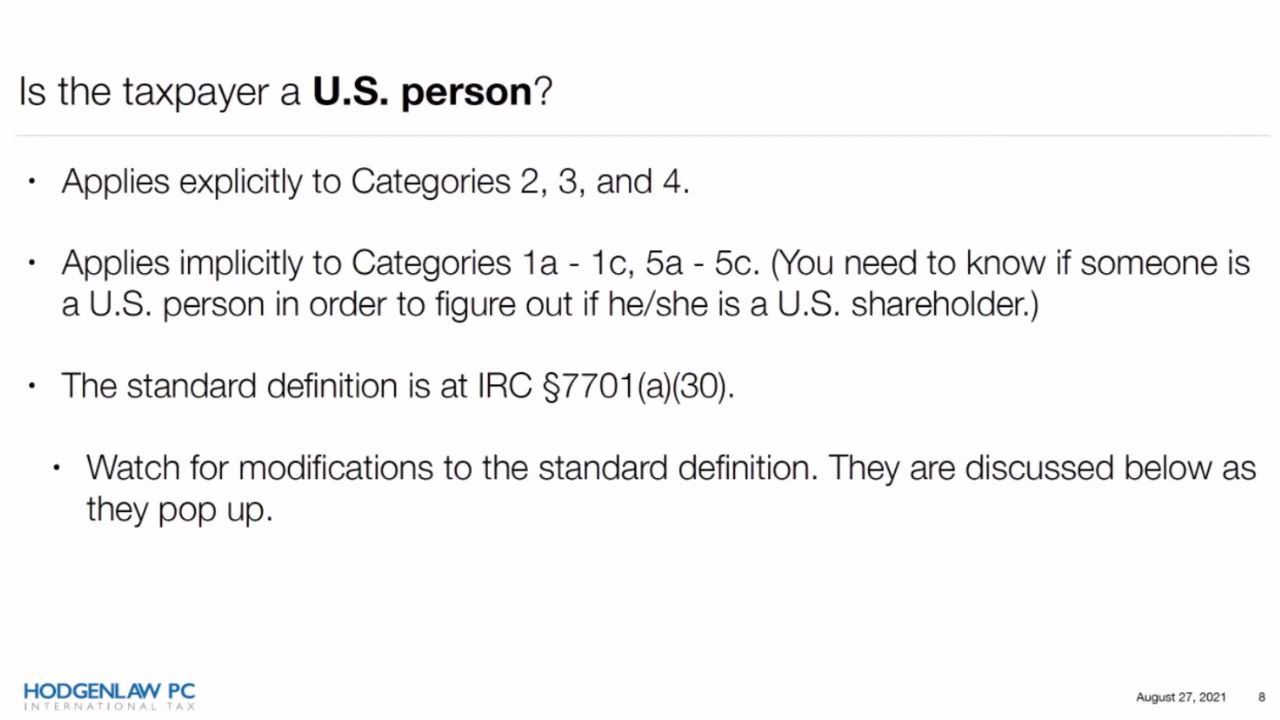 Is the taxpayer a U.S. person?
• Applies explicitly to Categories 2, 3, and 4.
• Applies implicitly to Categories 1a - 1c, 5a - 5c. (You need to know if someone is
a U.S. person in order to figure out if he/she is a U.S. shareholder.)
• The standard definition is at IRC §7701(a)(30).
• Watch for modifications to the standard definition. They are discussed below as
they pop up.
HODGENLAW PC
INTERNATIONAL TAX
August 27, 2021 8